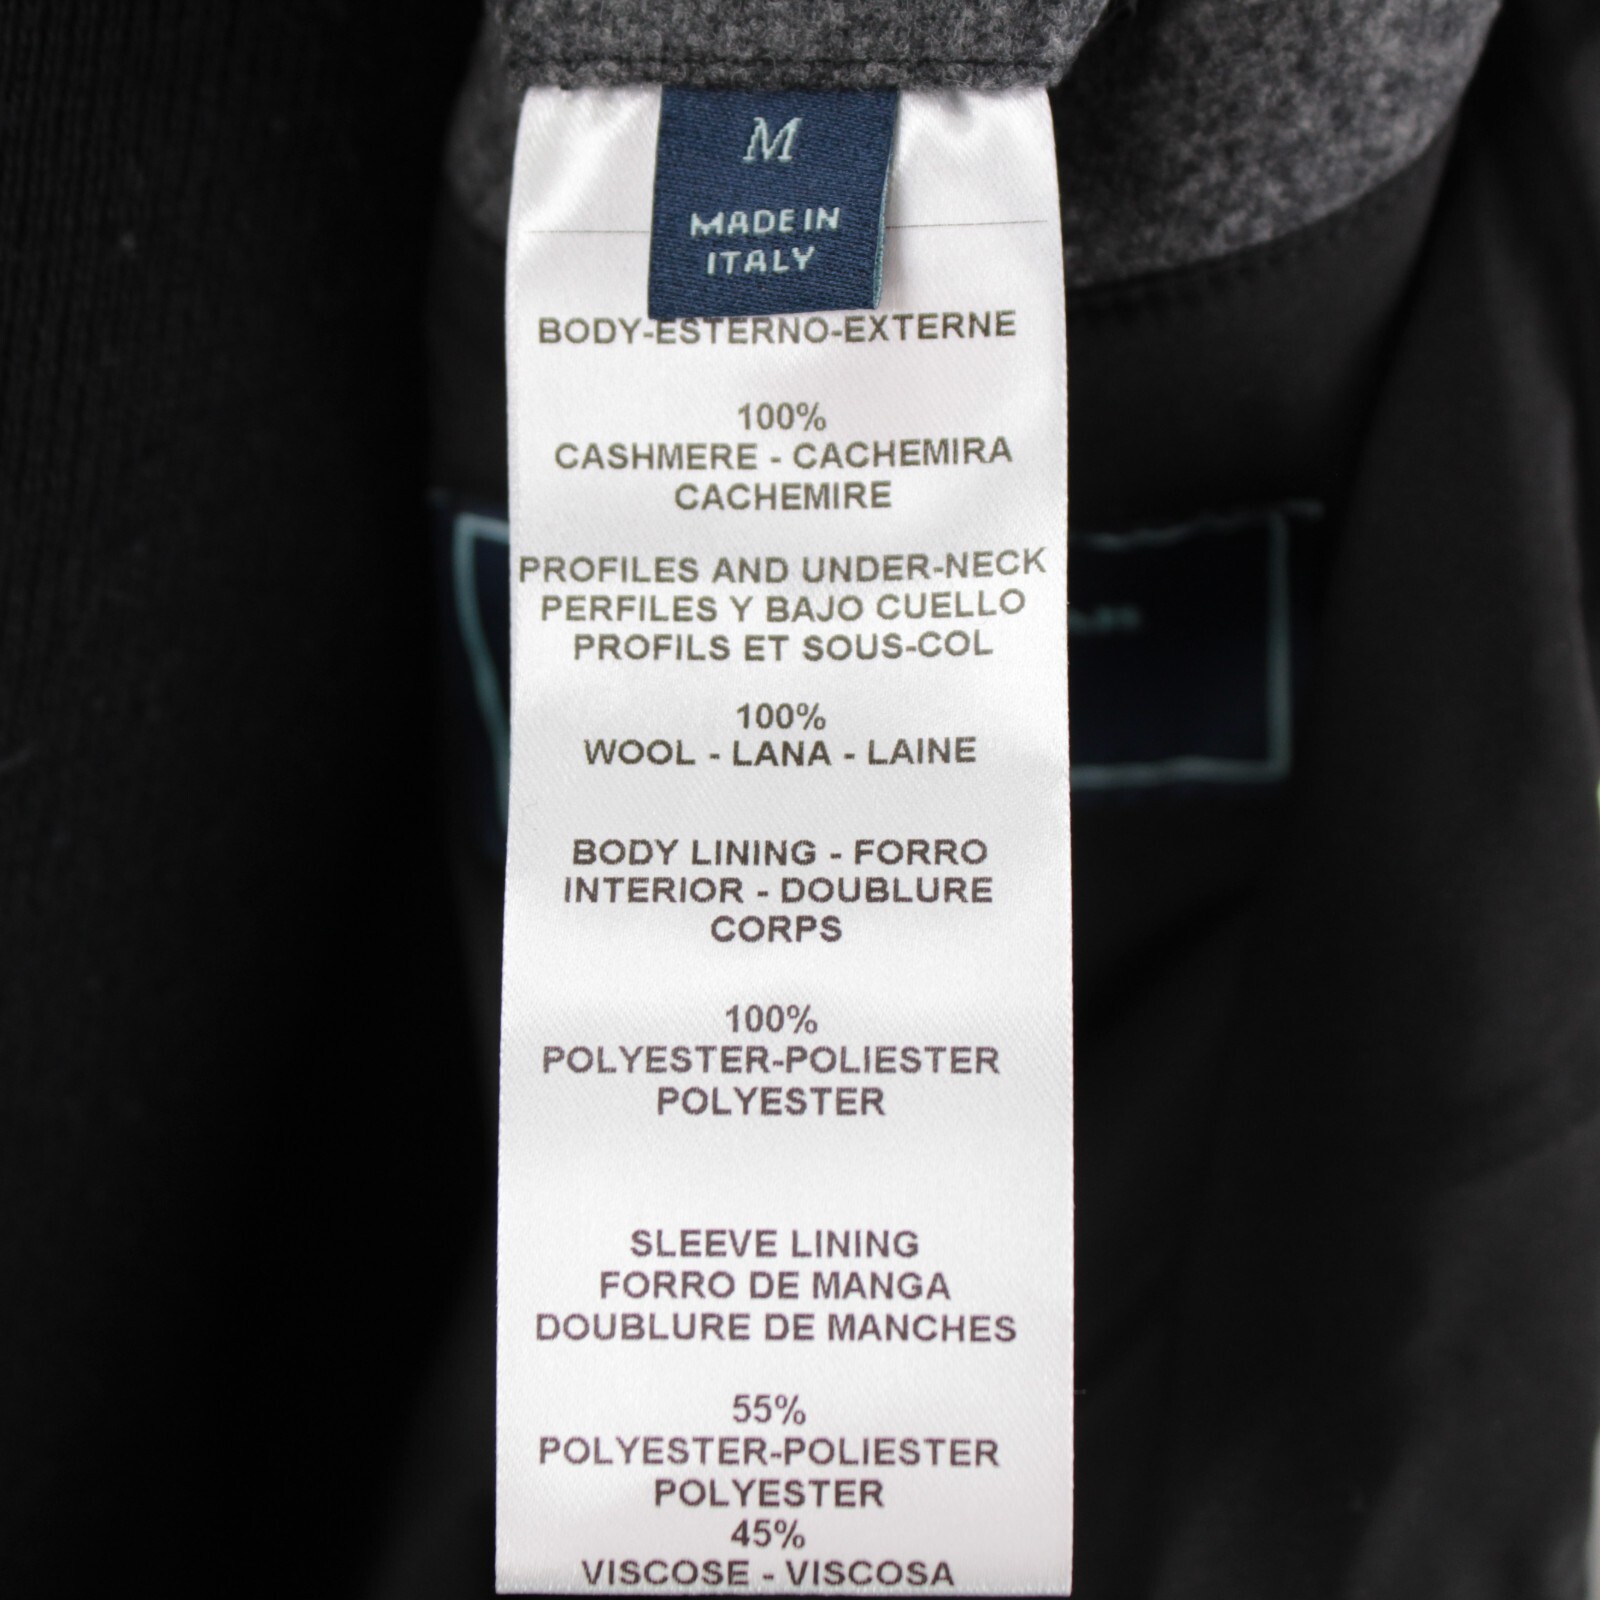 M
MADE IN
ITALY
BODY-ESTERNO-EXTERNE
100%
CASHMERE - CACHEMIRA
CACHEMIRE
PROFILES AND UNDER-NECK
PERFILES Y BAJO CUELLO
PROFILS ET SOUS-COL
100%
WOOL - LANA - LAINE
BODY LINING - FORRO
INTERIOR - DOUBLURE
CORPS
100%
POLYESTER-POLIESTER
POLYESTER
SLEEVE LINING
FORRO DE MANGA
DOUBLURE DE MANCHES
55%
POLYESTER-POLIESTER
POLYESTER
45%
VISCOSE - VISCOSA